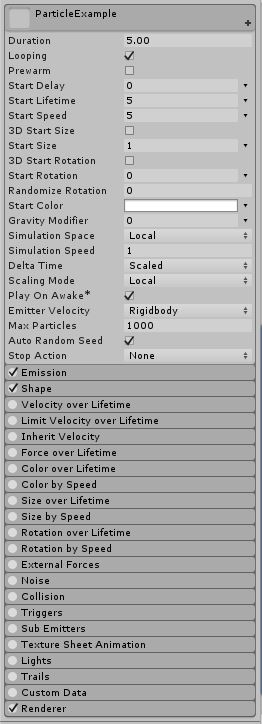 ParticleExample
Duration 5.00
Looping
Prewarm
Start Delay 0
Start Lifetime 5
Start Speed 5
3D Start Size
Start Size 1
3D Start Rotation
Start Rotation 0
Randomize Rotation 0
Start Color
Gravity Modifier 0
Simulation Space Local
Simulation Speed 1
Delta Time Scaled
Scaling Mode Local
Play On Awake*
Emitter Velocity Rigidbody
Max Particles 1000
Auto Random Seed
Stop Action None
Emission
Shape
Velocity over Lifetime
Limit Velocity over Lifetime
Inherit Velocity
Force over Lifetime
Color over Lifetime
Color by Speed
Size over Lifetime
Size by Speed
Rotation over Lifetime
Rotation by Speed
External Forces
Noise
Collision
Triggers
Sub Emitters
Texture Sheet Animation
Lights
Trails
Custom Data
Renderer